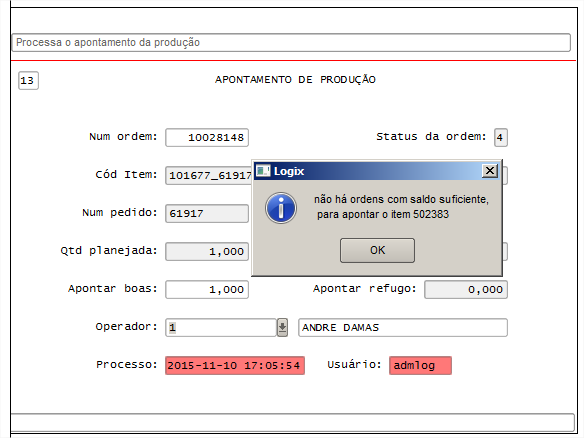 Processa o apontamento da produção
13 APONTAMENTO DE PRODUÇÃO
Num ordem: 10028148 Status da ordem: 4
Logix
Cód Item: 101677_61917
não há ordens com saldo suficiente,
para apontar o item 502383
Num pedido: 61917
OK
Qtd planejada: 1,000
Apontar boas: 1,000 Apontar refugo: 0,000
Operador: 1 ANDRE DAMAS
Processo: 2015-11-10 17:05:54 Usuário: admlog